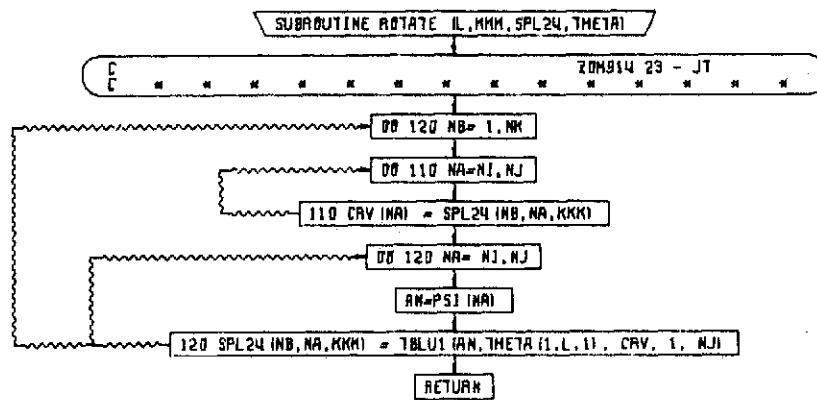 SUBROUTINE ROTATE (L,KKK,SPL24,THETA)
C ZOM914 23 - JT
C * * * * * * * * * * * * * *
DO 120 NB= 1,NK
DO 110 NA=NI,NJ
110 CRV(NA) = SPL24(NB,NA,KKK)
DO 120 NA= NI,NJ
AN=PSI(NA)
120 SPL24(NB,NA,KKK) = TBLU1(AN,THETA(1,L,1), CRV, 1, NJ)
RETURN